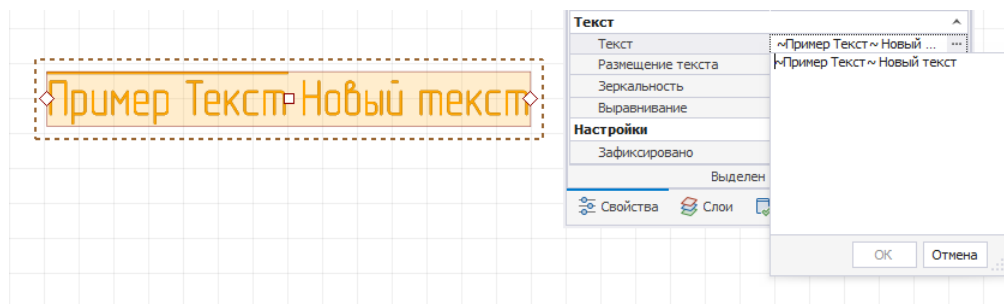 Пример Текст Новый текст
Текст
Текст ~Пример Текст~ Новый ... ...
Размещение текста
Зеркальность
Выравнивание
Настройки
Зафиксировано
Выделен
Свойства Слои
~Пример Текст~ Новый текст
OK Отмена